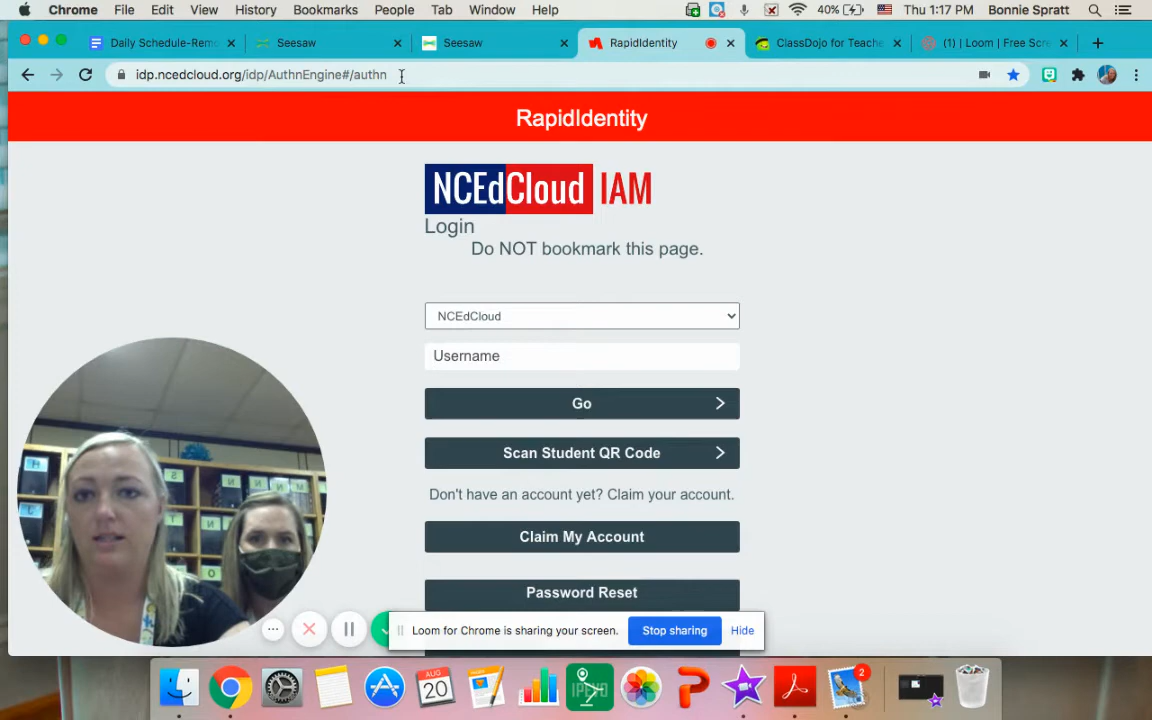 Chrome File Edit View History Bookmarks People Tab Window Help 40% Thu 1:17 PM Bonnie Spratt
Daily Schedule-Remo Seesaw Seesaw RapidIdentity ClassDojo for Teache (1) | Loom | Free Scre
idp.ncedcloud.org/idp/AuthnEngine#/authn
RapidIdentity
NCEdCloud IAM
Login
Do NOT bookmark this page.
NCEdCloud
Username
Go
Scan Student QR Code
Don't have an account yet? Claim your account.
Claim My Account
Password Reset
Loom for Chrome is sharing your screen. Stop sharing Hide
AUG
20
IPEVO
2
H
J
S
N
T
N
N
O